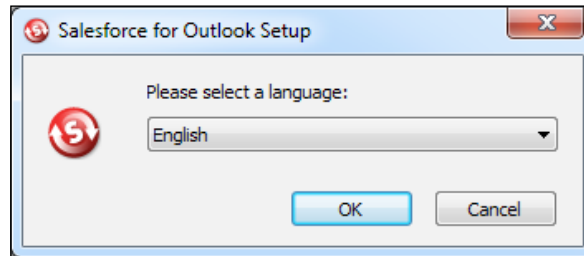 Salesforce for Outlook Setup
Please select a language:
English
OK
Cancel